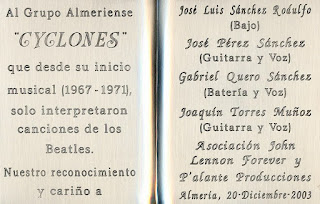 Al Grupo Almeriense
"CYCLONES"
que desde su inicio
musical (1967-1971),
solo interpretaron
canciones de los
Beatles.
Nuestro reconocimiento
y cariño a
José Luis Sánchez Rodulfo
(Bajo)
José Pérez Sánchez
(Guitarra y Voz)
Gabriel Quero Sánchez
(Batería y Voz)
Joaquín Torres Muñoz
(Guitarra y Voz)
Asociación John
Lennon Forever y
P'alante Producciones
Almería, 20-Diciembre-2003